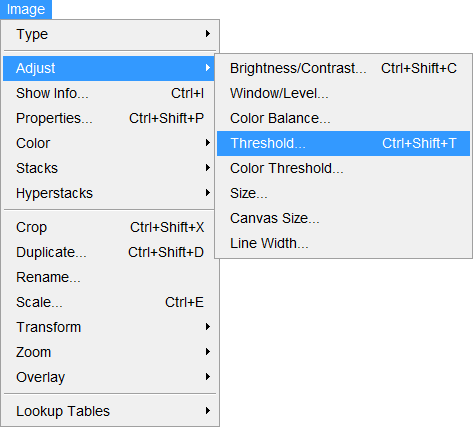 Image
Type
Adjust
Show Info... Ctrl+I
Properties... Ctrl+Shift+P
Color
Stacks
Hyperstacks
Crop Ctrl+Shift+X
Duplicate... Ctrl+Shift+D
Rename...
Scale... Ctrl+E
Transform
Zoom
Overlay
Lookup Tables
Brightness/Contrast... Ctrl+Shift+C
Window/Level...
Color Balance...
Threshold... Ctrl+Shift+T
Color Threshold...
Size...
Canvas Size...
Line Width...